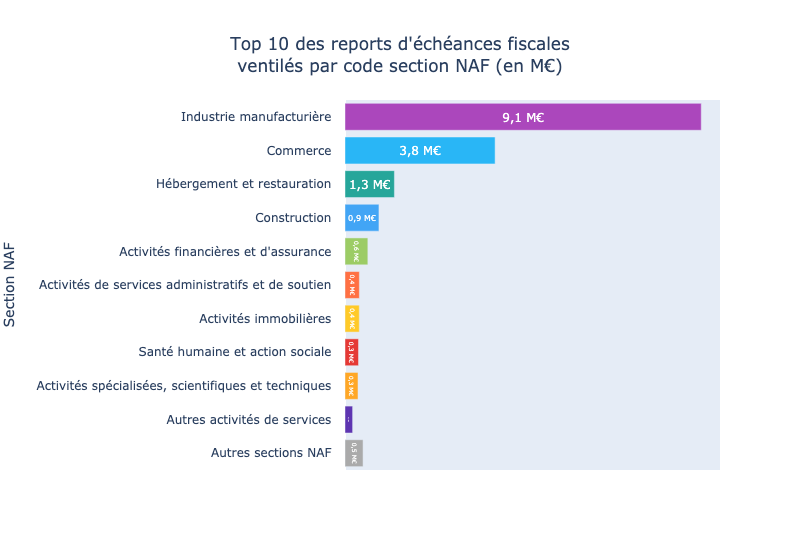 Top 10 des reports d'échéances fiscales
ventilés par code section NAF (en M€)
Section NAF
Industrie manufacturière
9,1 M€
Commerce
3,8 M€
Hébergement et restauration
1,3 M€
Construction
0,9 M€
Activités financières et d'assurance
0,6 M€
Activités de services administratifs et de soutien
0,4 M€
Activités immobilières
0,4 M€
Santé humaine et action sociale
0,3 M€
Activités spécialisées, scientifiques et techniques
0,3 M€
Autres activités de services
Autres sections NAF
0,5 M€